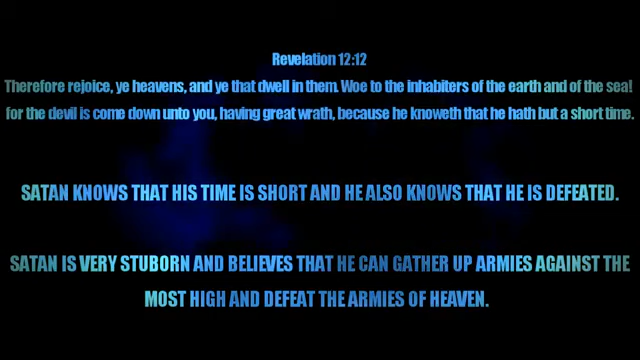 Revelation 12:12
Therefore rejoice, ye heavens, and ye that dwell in them. Woe to the inhabiters of the earth and of the sea!
for the devil is come down unto you, having great wrath, because he knoweth that he hath but a short time.
SATAN KNOWS THAT HIS TIME IS SHORT AND HE ALSO KNOWS THAT HE IS DEFEATED.
SATAN IS VERY STUBORN AND BELIEVES THAT HE CAN GATHER UP ARMIES AGAINST THE
MOST HIGH AND DEFEAT THE ARMIES OF HEAVEN.